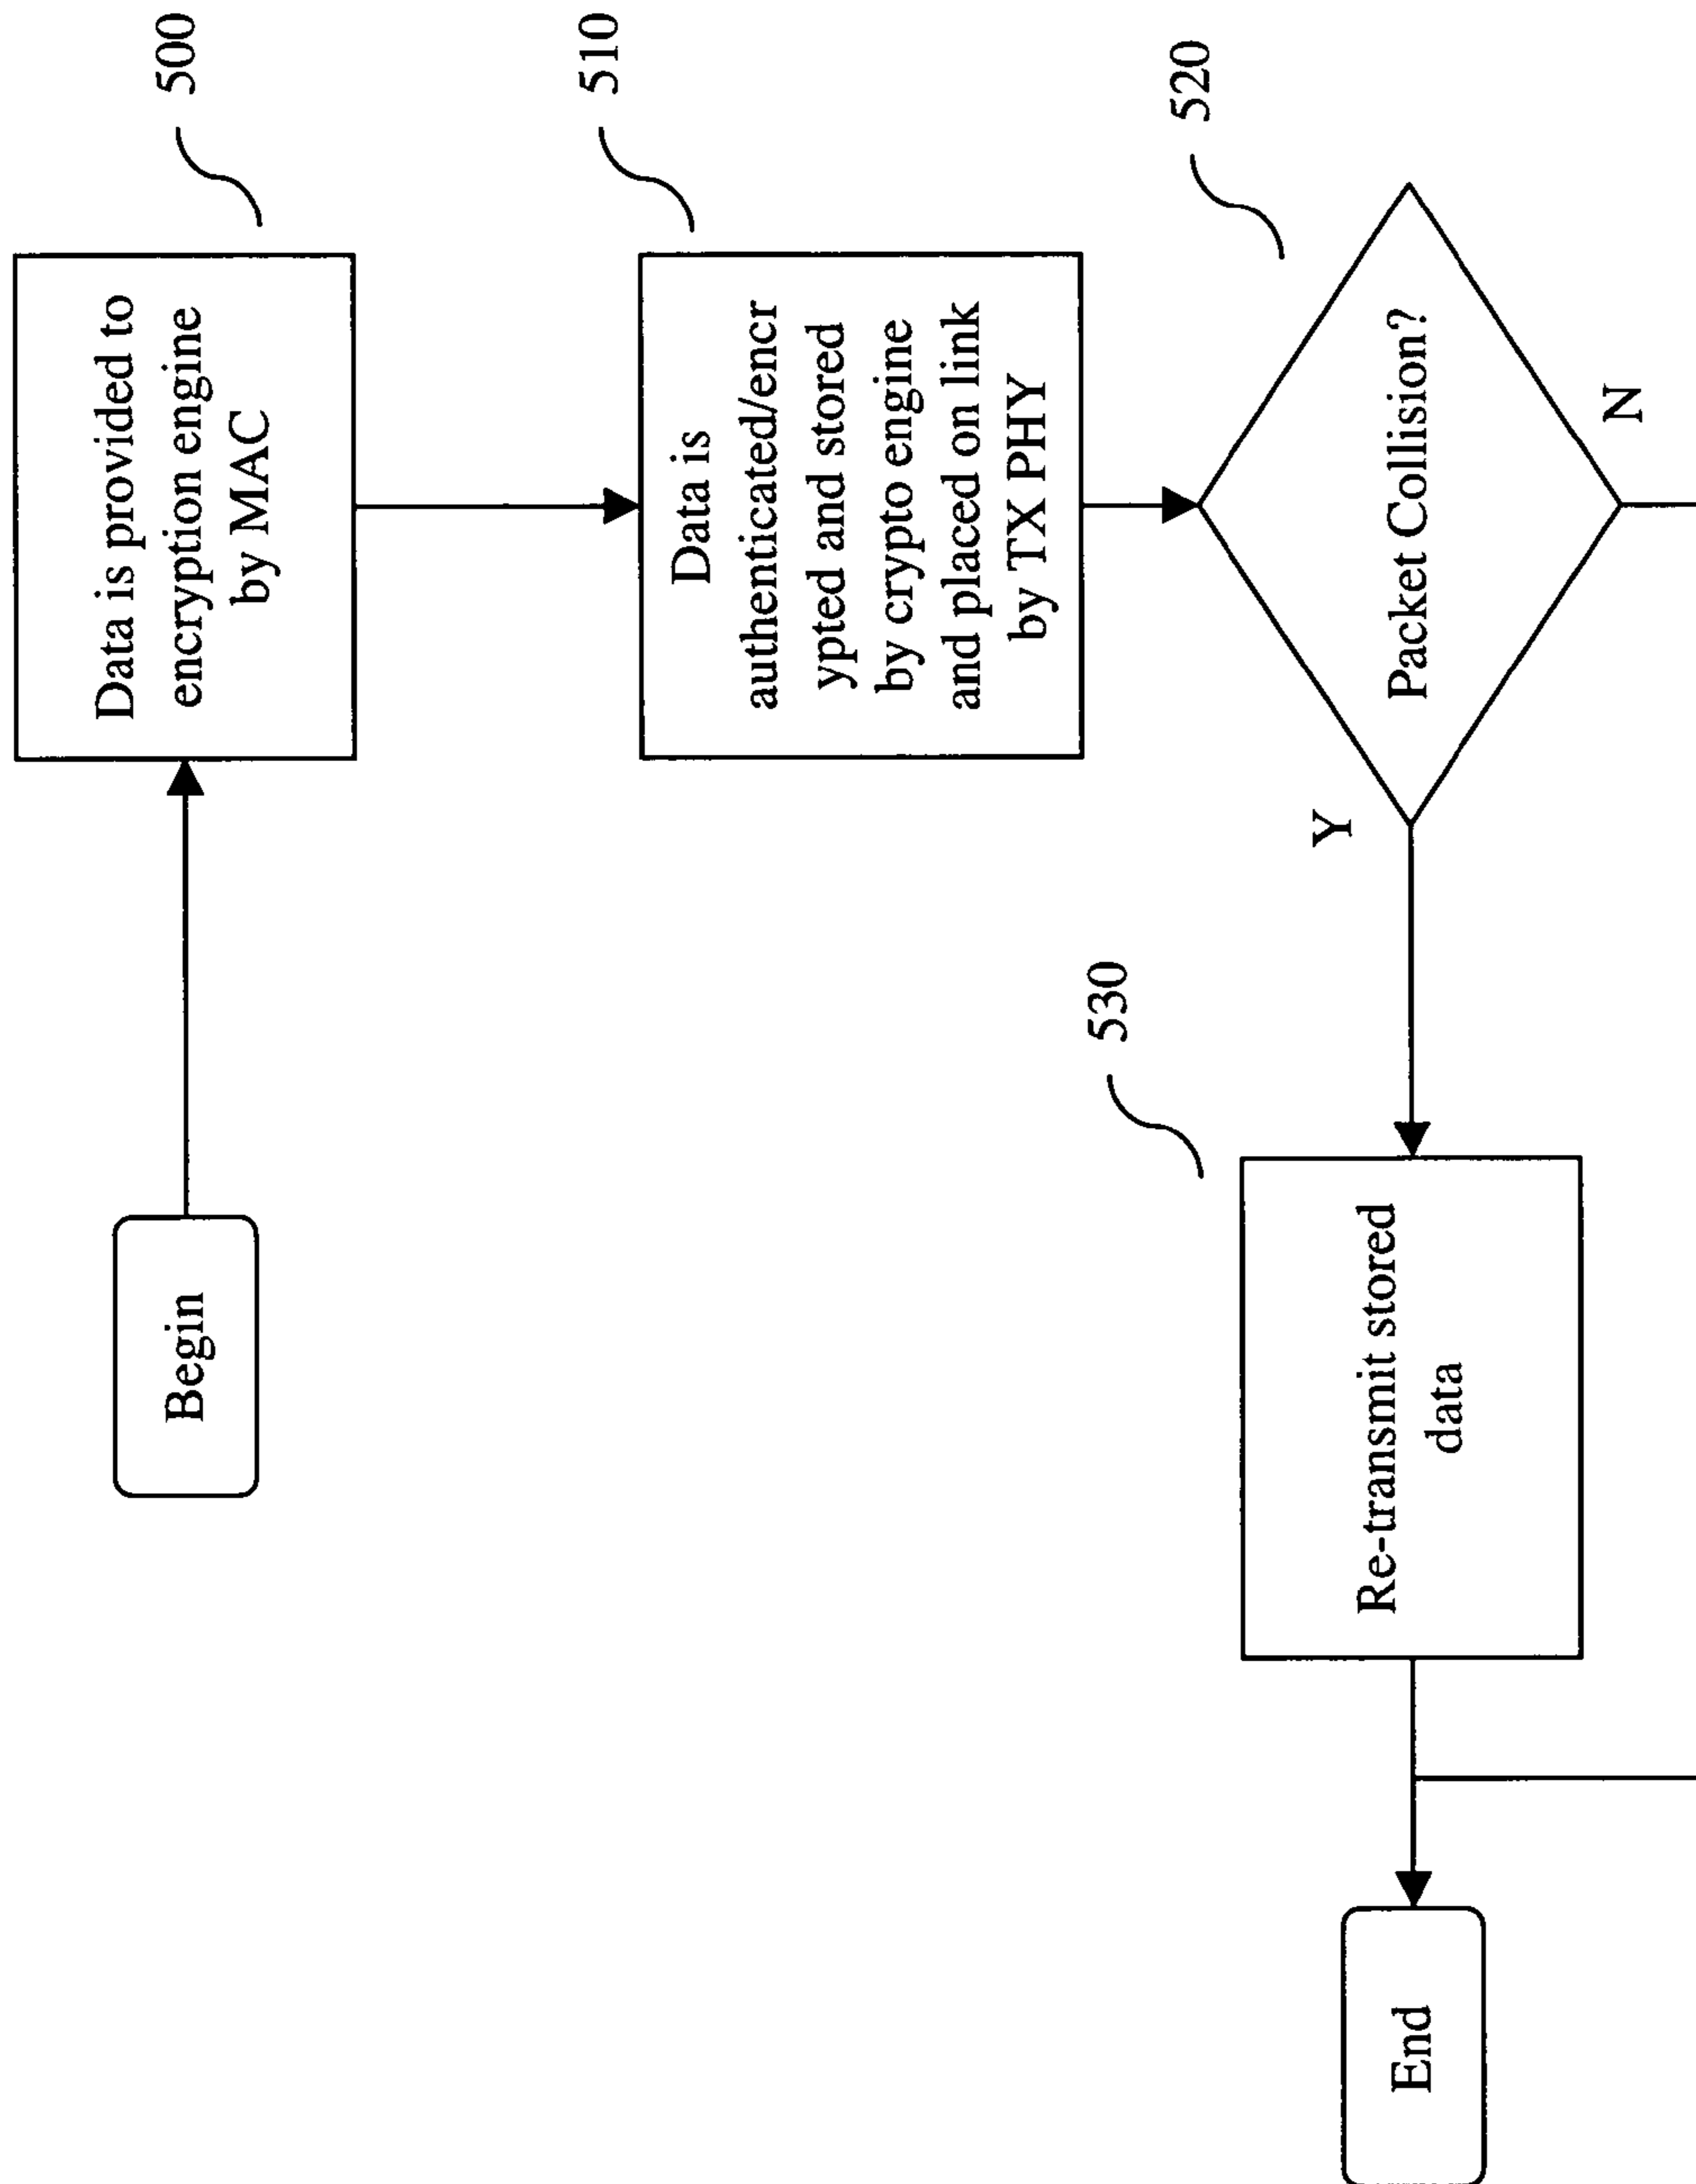 Begin
Data is provided to
encryption engine
by MAC
500
Data is
authenticated/encr
ypted and stored
by crypto engine
and placed on link
by TX PHY
510
Packet Collision?
520
Y
N
530
Re-transmit stored
data
End